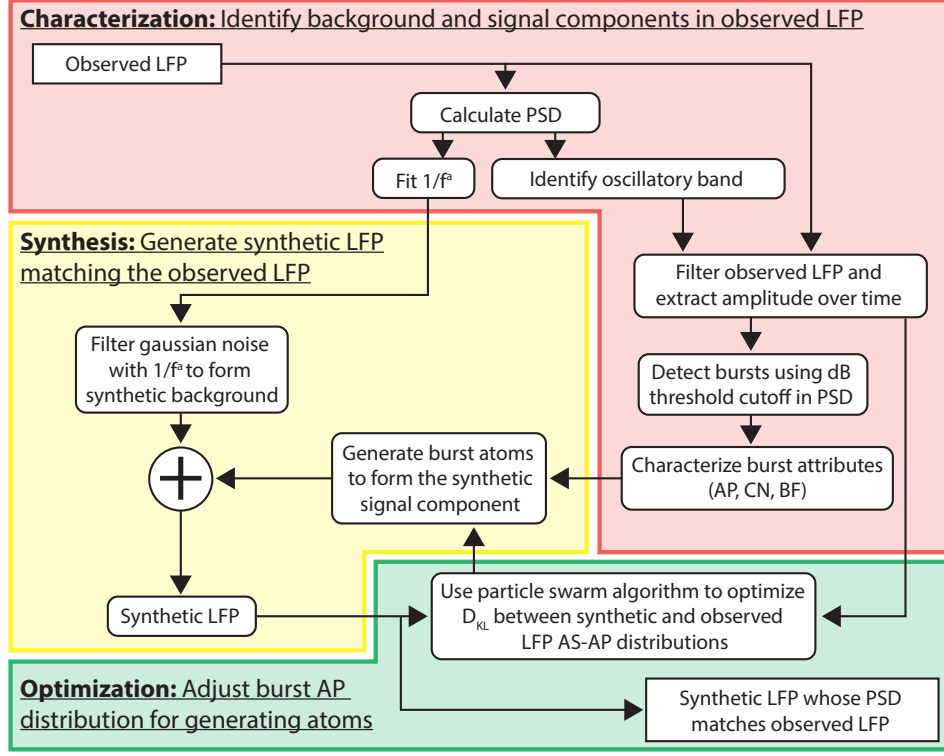 Characterization: Identify background and signal components in observed LFP
Observed LFP
Calculate PSD
Fit 1/fᵃ
Identify oscillatory band
Synthesis: Generate synthetic LFP
matching the observed LFP
Filter observed LFP and
extract amplitude over time
Filter gaussian noise
with 1/fᵃ to form
synthetic background
Detect bursts using dB
threshold cutoff in PSD
Generate burst atoms
to form the synthetic
signal component
Characterize burst attributes
(AP, CN, BF)
+
Synthetic LFP
Use particle swarm algorithm to optimize
D_KL between synthetic and observed
LFP AS-AP distributions
Optimization: Adjust burst AP
distribution for generating atoms
Synthetic LFP whose PSD
matches observed LFP